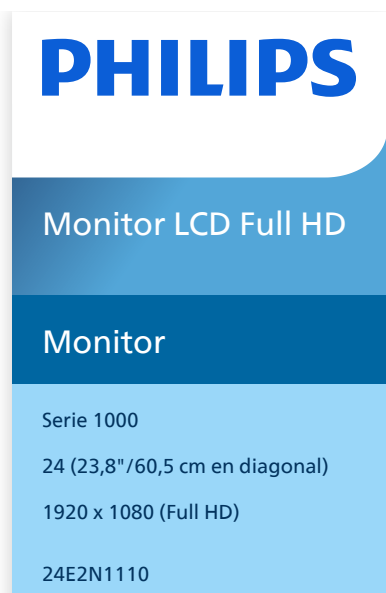 PHILIPS
Monitor LCD Full HD
Monitor
Serie 1000
24 (23,8"/60,5 cm en diagonal)
1920 x 1080 (Full HD)
24E2N1110